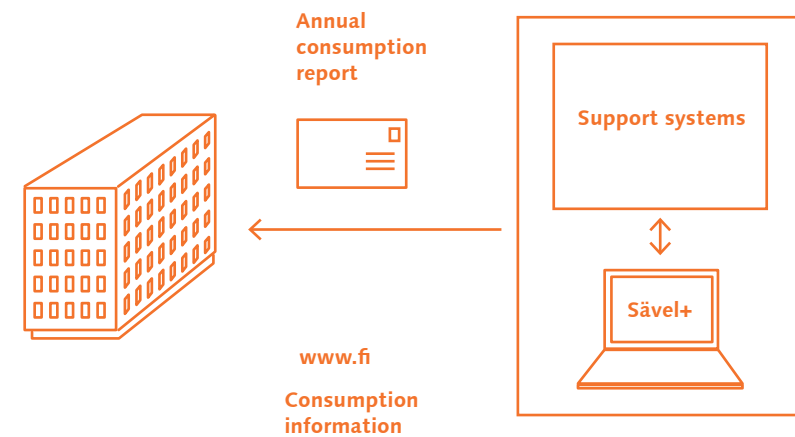 Annual
consumption
report
Support systems
Sävel+
www.fi
Consumption
information